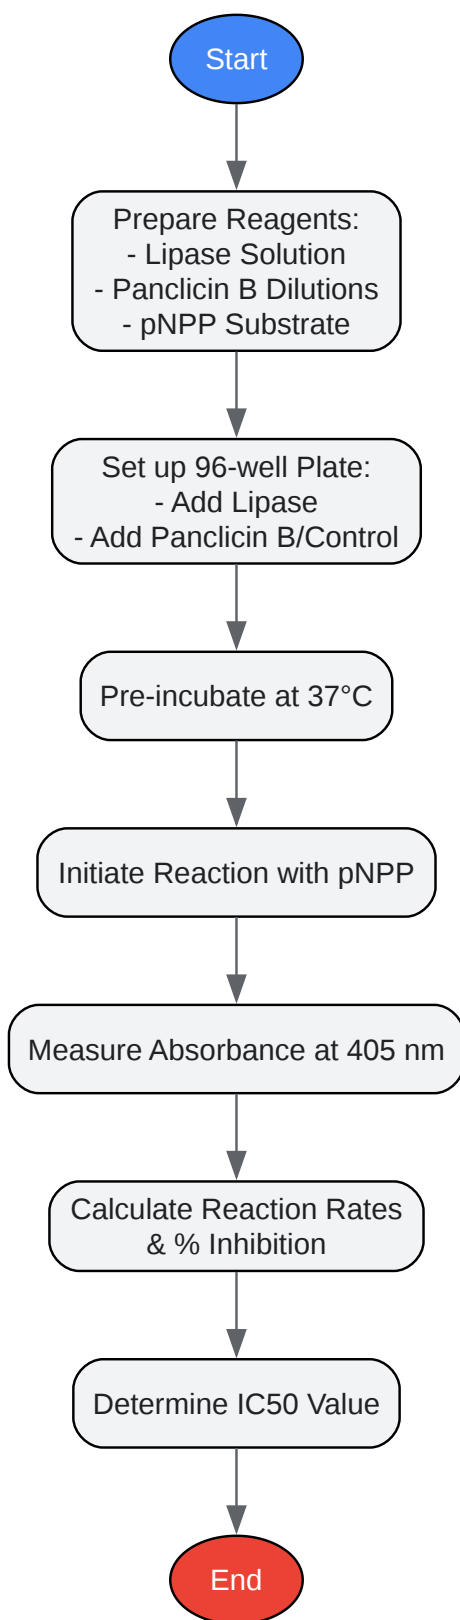 Start
Prepare Reagents:
- Lipase Solution
- Panclicin B Dilutions
- pNPP Substrate
Set up 96-well Plate:
- Add Lipase
- Add Panclicin B/Control
Pre-incubate at 37°C
Initiate Reaction with pNPP
Measure Absorbance at 405 nm
Calculate Reaction Rates
& % Inhibition
Determine IC50 Value
End